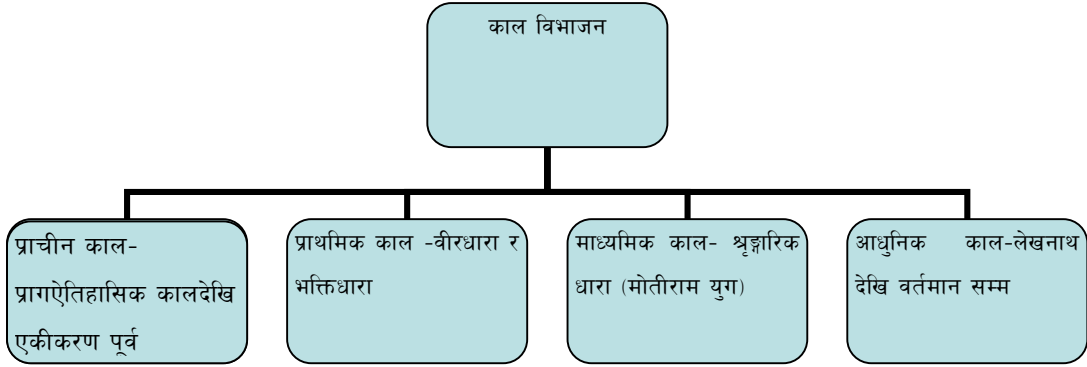 काल विभाजन
प्राचीन काल-
प्रागऐतिहासिक कालदेखि
एकीकरण पूर्व
प्राथमिक काल -वीरधारा र
भक्तिधारा
माध्यमिक काल- श्रृङ्गारिक
धारा (मोतीराम युग)
आधुनिक काल-लेखनाथ
देखि वर्तमान सम्म